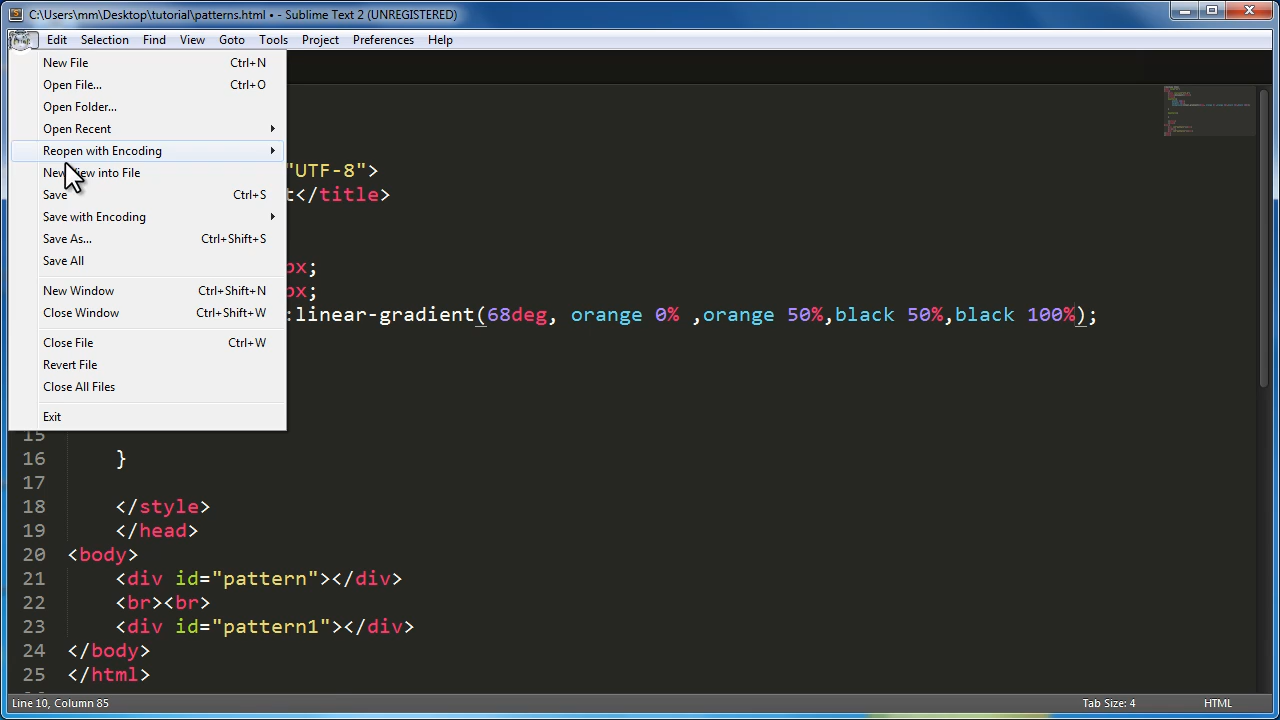 C:\Users\mm\Desktop\tutorial\patterns.html • - Sublime Text 2 (UNREGISTERED)
Edit Selection Find View Goto Tools Project Preferences Help
New File Ctrl+N
Open File... Ctrl+O
Open Folder...
Open Recent
Reopen with Encoding
New View into File
Save Ctrl+S
Save with Encoding
Save As... Ctrl+Shift+S
Save All
New Window Ctrl+Shift+N
Close Window Ctrl+Shift+W
Close File Ctrl+W
Revert File
Close All Files
Exit
"UTF-8">
t</title>
px;
px;
:linear-gradient(68deg, orange 0% ,orange 50%,black 50%,black 100%);
15
16 }
17
18 </style>
19 </head>
20 <body>
21 <div id="pattern"></div>
22 <br><br>
23 <div id="pattern1"></div>
24 </body>
25 </html>
Line 10, Column 85 Tab Size: 4 HTML